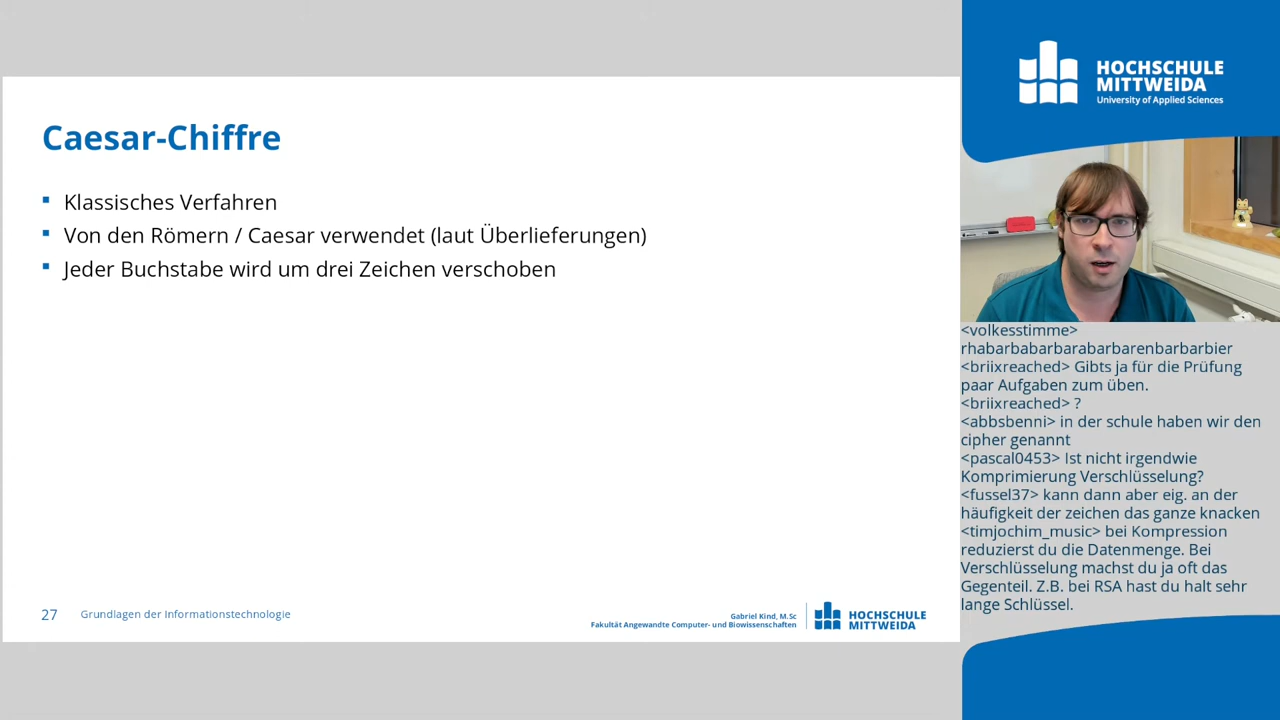 Caesar-Chiffre
Klassisches Verfahren
Von den Römern / Caesar verwendet (laut Überlieferungen)
Jeder Buchstabe wird um drei Zeichen verschoben
27 Grundlagen der Informationstechnologie
Gabriel Kind, M.Sc
Fakultät Angewandte Computer- und Biowissenschaften
HOCHSCHULE
MITTWEIDA
HOCHSCHULE
MITTWEIDA
University of Applied Sciences
<volkesstimme>
rhabarbabarbarabarbarenbarbarbier
<briixreached> Gibts ja für die Prüfung
paar Aufgaben zum üben.
<briixreached> ?
<abbsbenni> in der schule haben wir den
cipher genannt
<pascal0453> Ist nicht irgendwie
Komprimierung Verschlüsselung?
<fussel37> kann dann aber eig. an der
häufigkeit der zeichen das ganze knacken
<timjochim_music> bei Kompression
reduzierst du die Datenmenge. Bei
Verschlüsselung machst du ja oft das
Gegenteil. Z.B. bei RSA hast du halt sehr
lange Schlüssel.